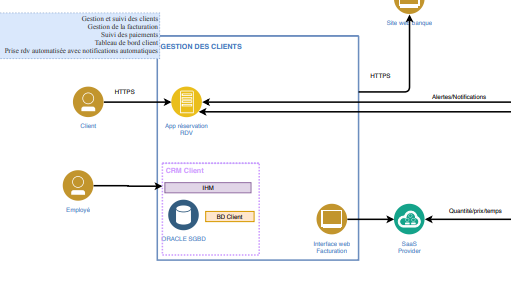 Gestion et suivi des clients
Gestion de la facturation
Suivi des paiements
Tableau de bord client
Prise rdv automatisée avec notifications automatiques
Site web banque
GESTION DES CLIENTS
HTTPS
HTTPS
Alertes/Notifications
Client
App réservation
RDV
CRM Client
IHM
BD Client
ORACLE SGBD
Employé
Interface web
Facturation
SaaS
Provider
Quantité/prix/temps